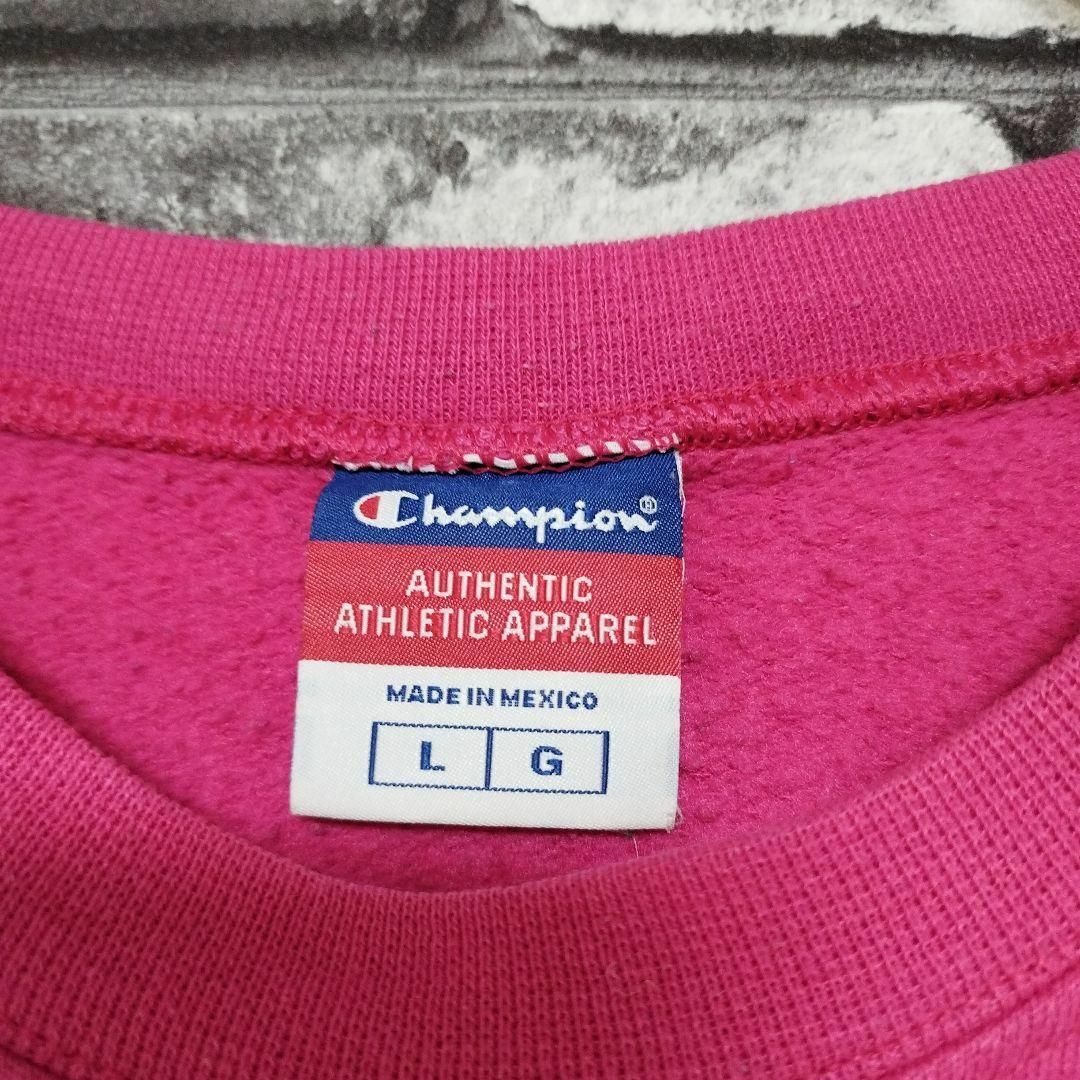 Champion®
AUTHENTIC
ATHLETIC APPAREL
MADE IN MEXICO
L G